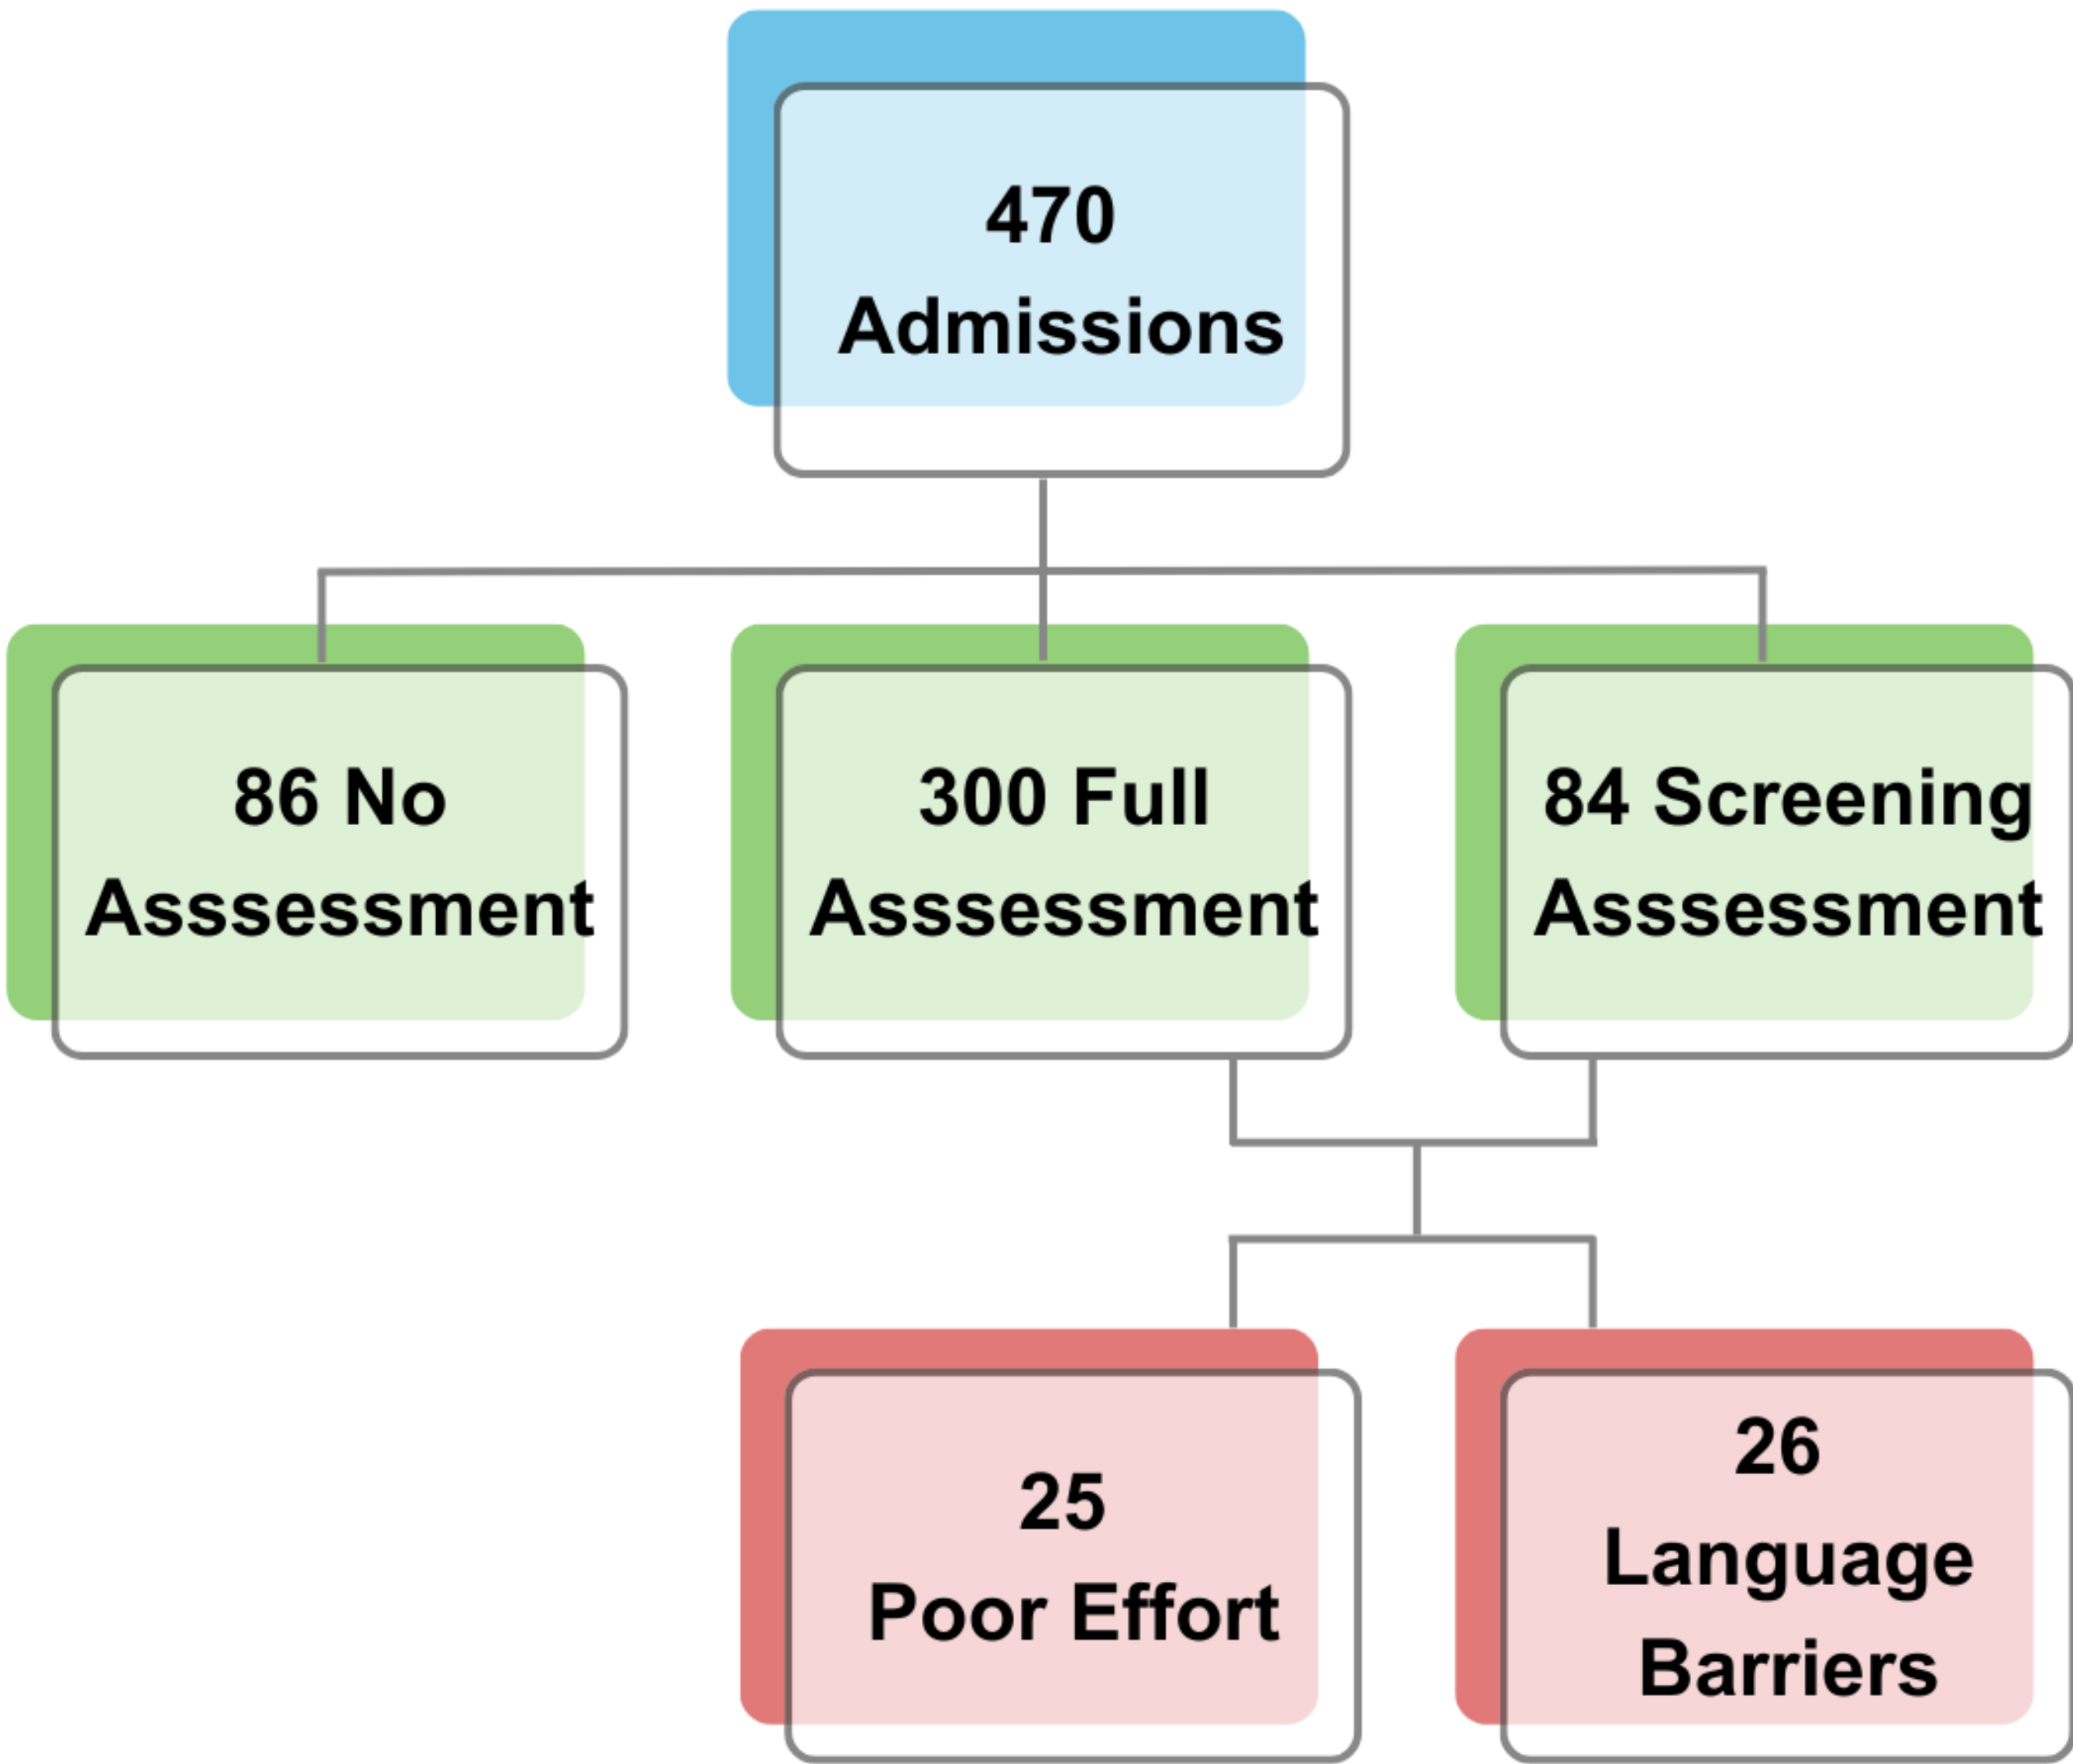 470
Admissions
86 No
Asssessment
300 Full
Asssessment
84 Screening
Asssessment
25
Poor Effort
26
Language
Barriers